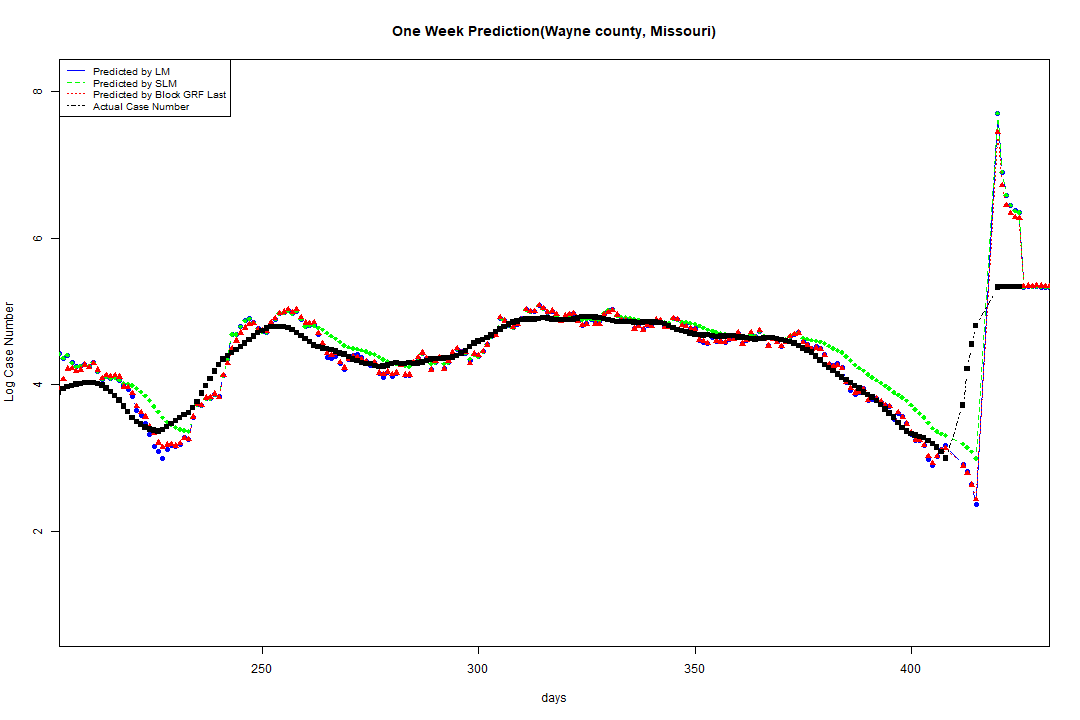 One Week Prediction(Wayne county, Missouri)
Predicted by LM
Predicted by SLM
Predicted by Block GRF Last
Actual Case Number
8
6
4
2
Log Case Number
250 300 350 400
days